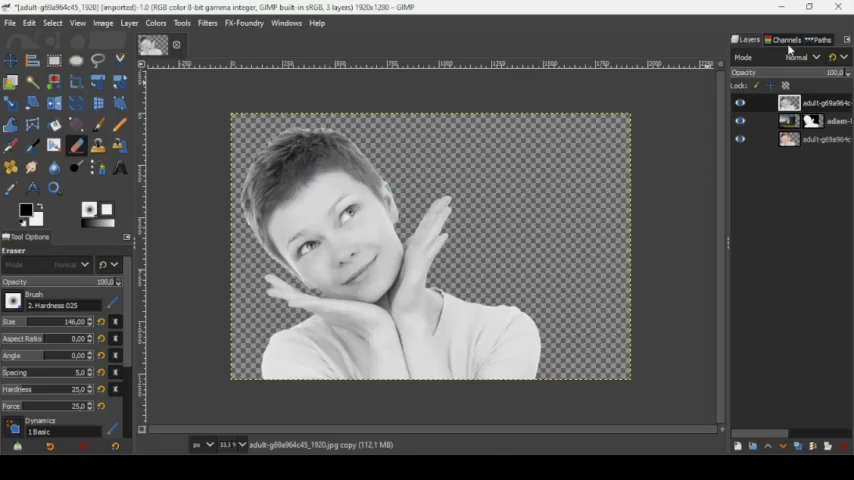 *[adult-g69a964c45_1920] (imported)-1.0 (RGB color 8-bit gamma integer, GIMP built-in sRGB, 3 layers) 1920x1280 – GIMP
File Edit Select View Image Layer Colors Tools Filters FX-Foundry Windows Help
Layers Channels Paths
Mode Normal
Opacity 100,0
Lock:
adult-g69a964c
adam-l
adult-g69a964c
Tool Options
Eraser
Mode Normal
Opacity 100,0
Brush
2. Hardness 025
Size 146,00
Aspect Ratio 0,00
Angle 0,00
Spacing 5,0
Hardness 25,0
Force 25,0
Dynamics
1 Basic
px 33,3 % adult-g69a964c45_1920.jpg copy (112,1 MB)